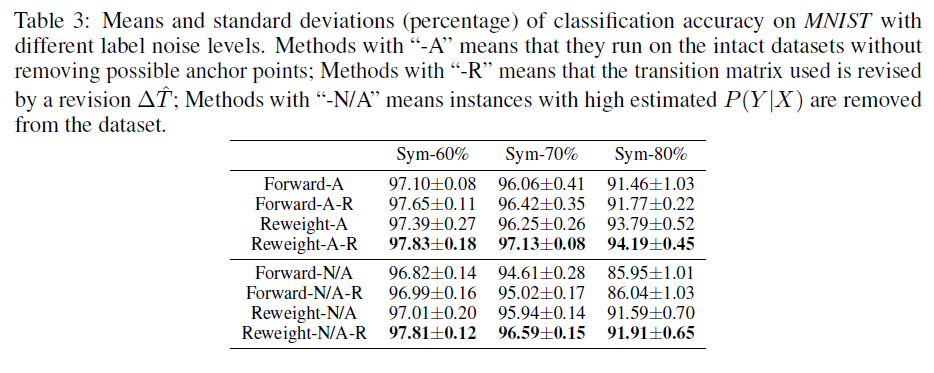 Table 3: Means and standard deviations (percentage) of classification accuracy on MNIST with
different label noise levels. Methods with “-A” means that they run on the intact datasets without
removing possible anchor points; Methods with “-R” means that the transition matrix used is revised
by a revision ΔT̂; Methods with “-N/A” means instances with high estimated P(Y|X) are removed
from the dataset.
Sym-60% Sym-70% Sym-80%
Forward-A 97.10±0.08 96.06±0.41 91.46±1.03
Forward-A-R 97.65±0.11 96.42±0.35 91.77±0.22
Reweight-A 97.39±0.27 96.25±0.26 93.79±0.52
Reweight-A-R 97.83±0.18 97.13±0.08 94.19±0.45
Forward-N/A 96.82±0.14 94.61±0.28 85.95±1.01
Forward-N/A-R 96.99±0.16 95.02±0.17 86.04±1.03
Reweight-N/A 97.01±0.20 95.94±0.14 91.59±0.70
Reweight-N/A-R 97.81±0.12 96.59±0.15 91.91±0.65